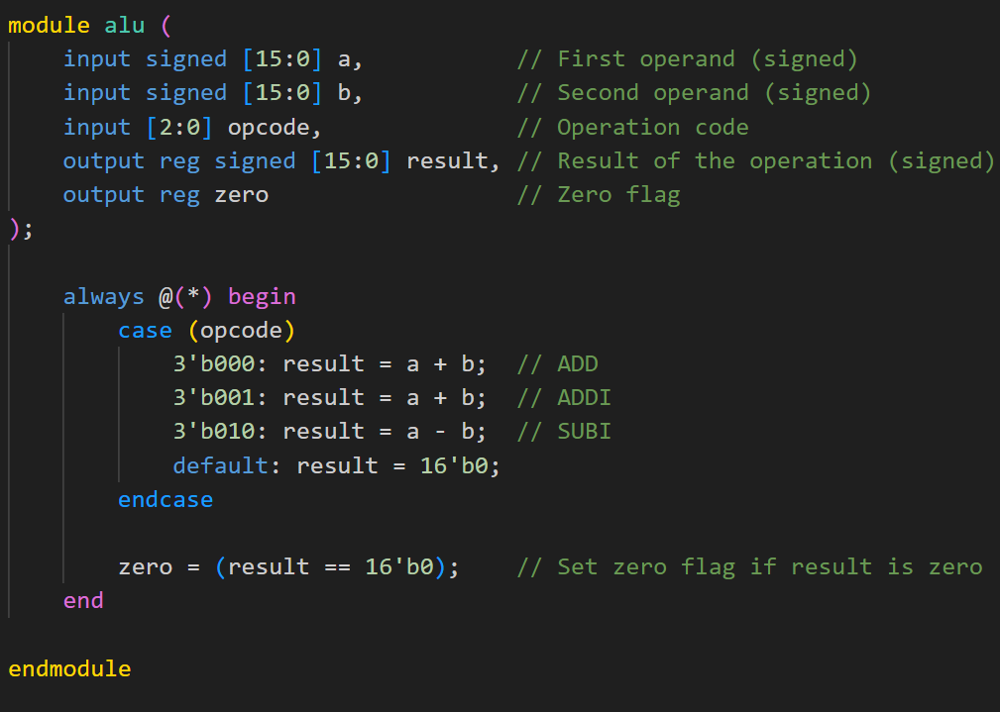 module alu (
    input signed [15:0] a,           // First operand (signed)
    input signed [15:0] b,           // Second operand (signed)
    input [2:0] opcode,              // Operation code
    output reg signed [15:0] result, // Result of the operation (signed)
    output reg zero                  // Zero flag
);

    always @(*) begin
        case (opcode)
            3'b000: result = a + b;  // ADD
            3'b001: result = a + b;  // ADDI
            3'b010: result = a - b;  // SUBI
            default: result = 16'b0;
        endcase

        zero = (result == 16'b0);    // Set zero flag if result is zero
    end

endmodule